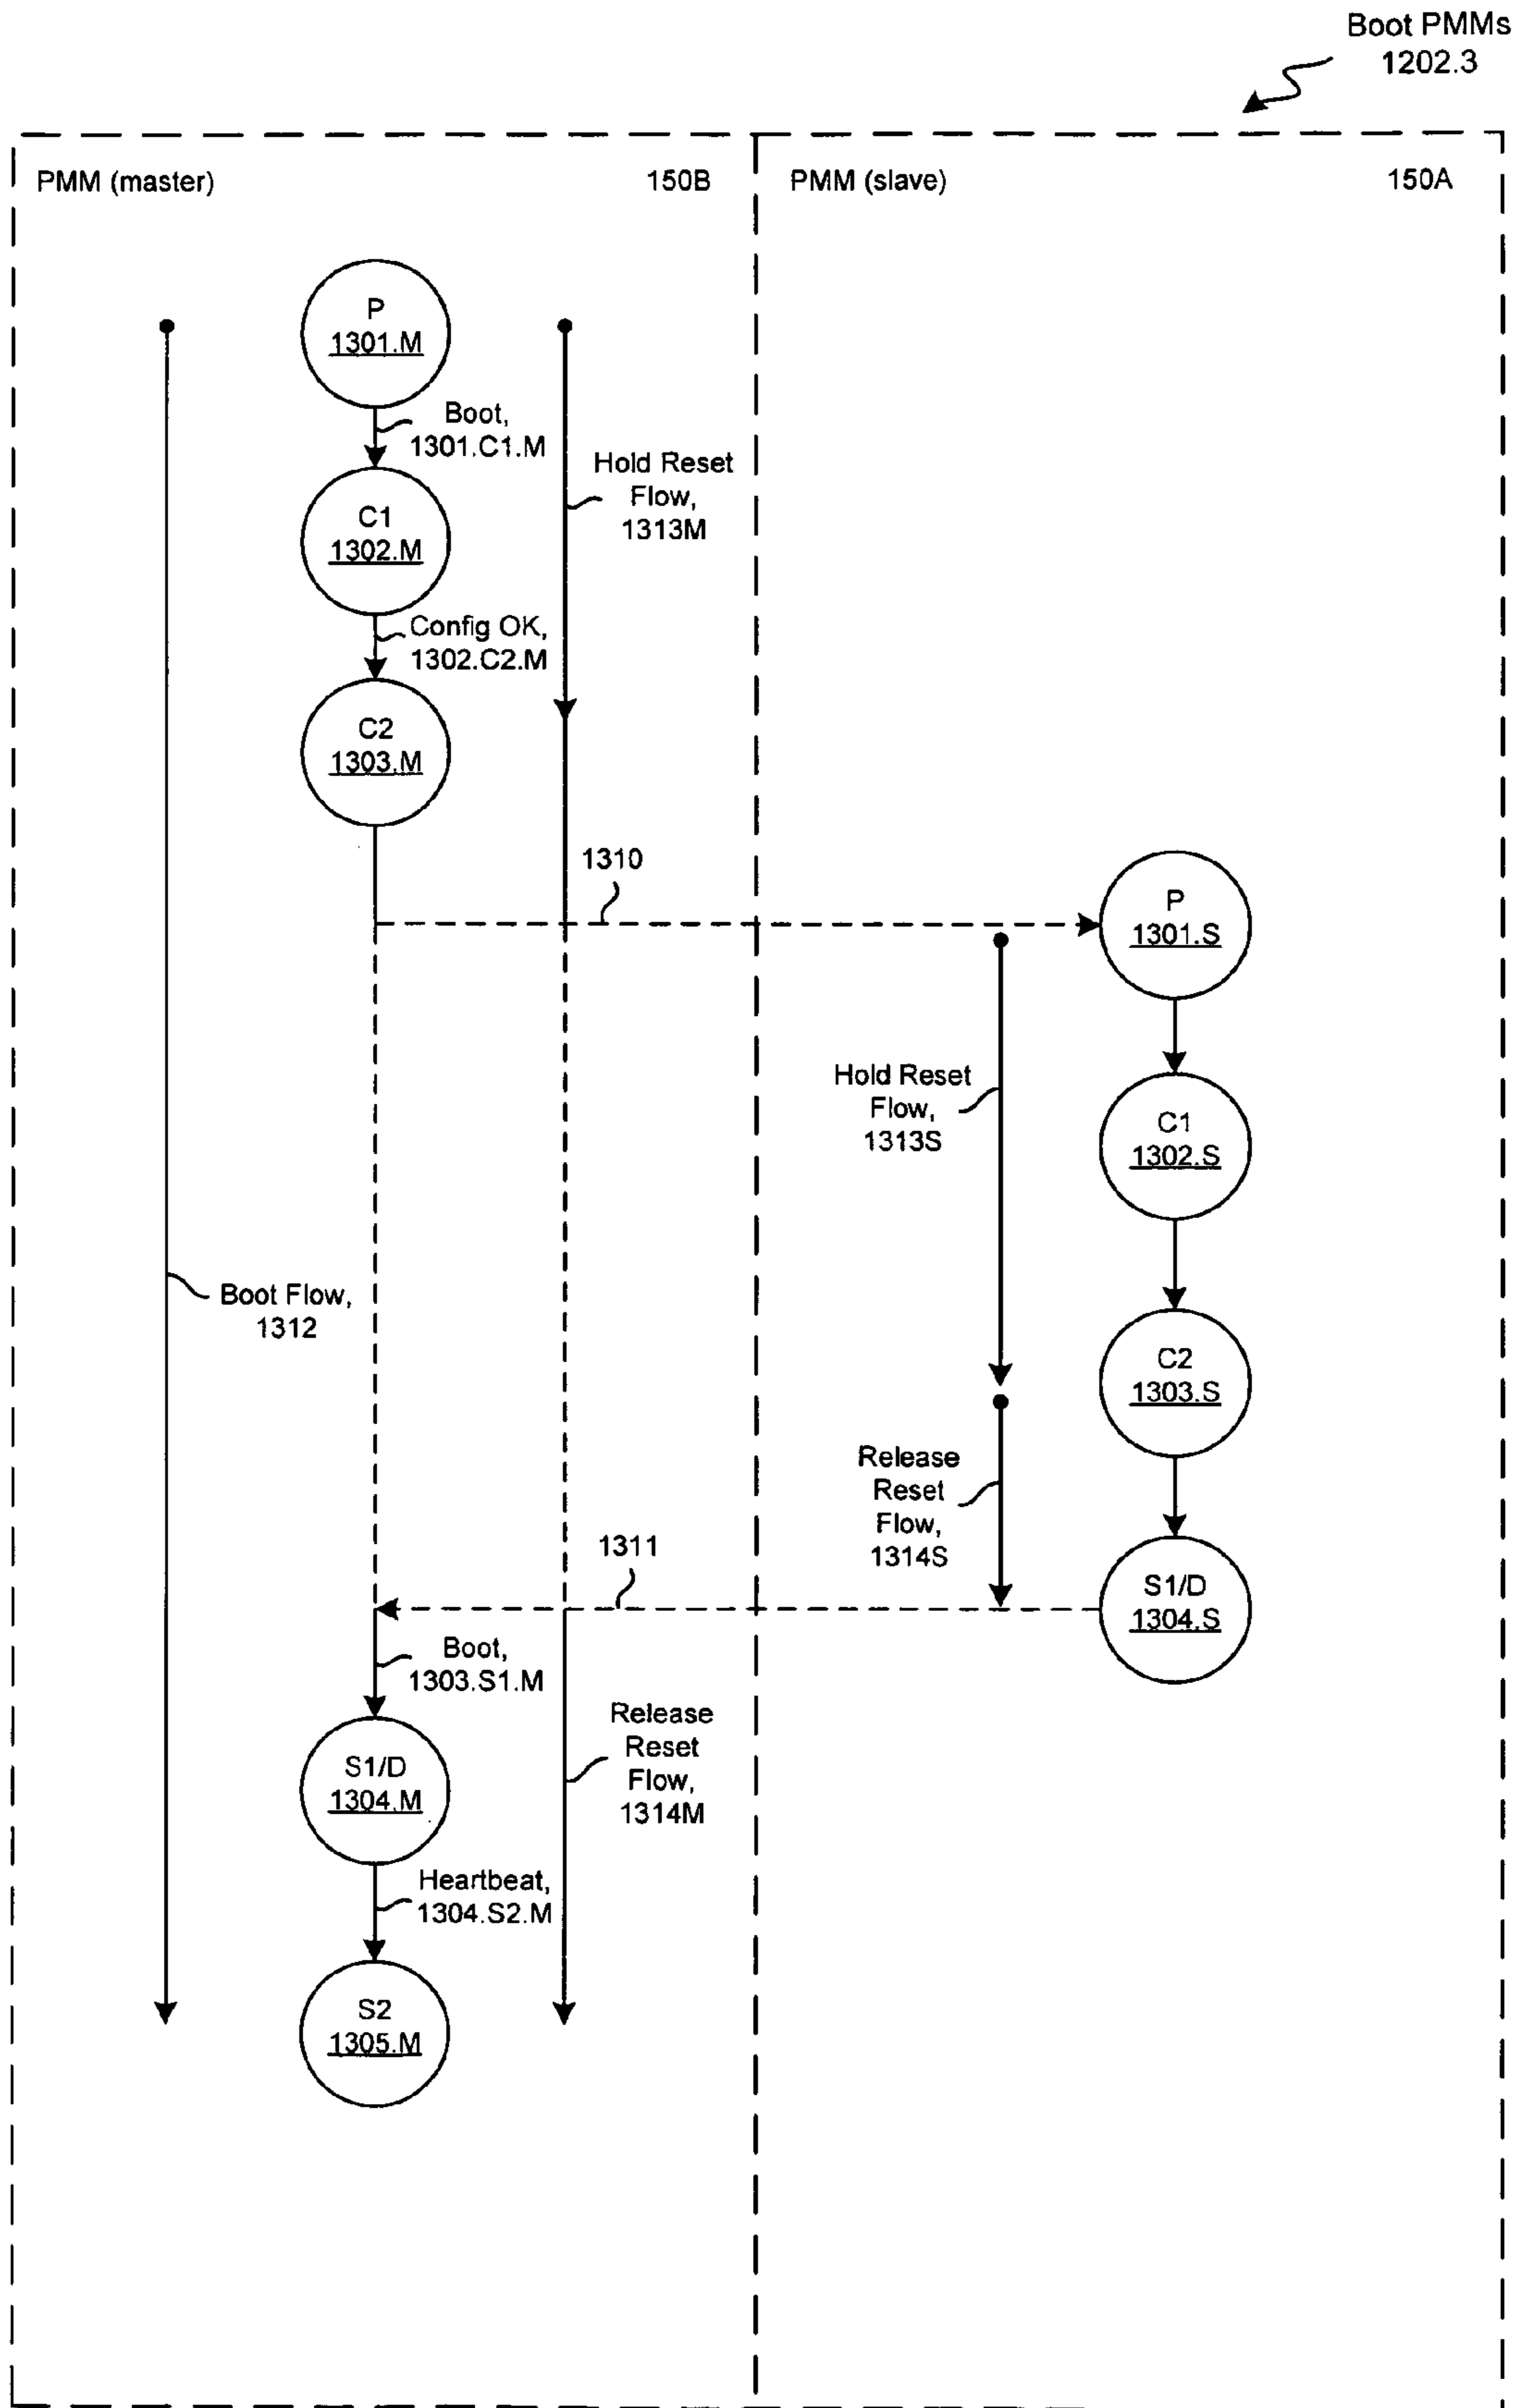 Boot PMMs
1202.3
PMM (master)
150B
PMM (slave)
150A
P
1301.M
Boot,
1301.C1.M
Hold Reset
Flow,
1313M
C1
1302.M
Config OK,
1302.C2.M
C2
1303.M
1310
P
1301.S
Hold Reset
Flow,
1313S
C1
1302.S
Boot Flow,
1312
C2
1303.S
Release
Reset
Flow,
1314S
1311
S1/D
1304.S
Boot,
1303.S1.M
Release
Reset
Flow,
1314M
S1/D
1304.M
Heartbeat,
1304.S2.M
S2
1305.M